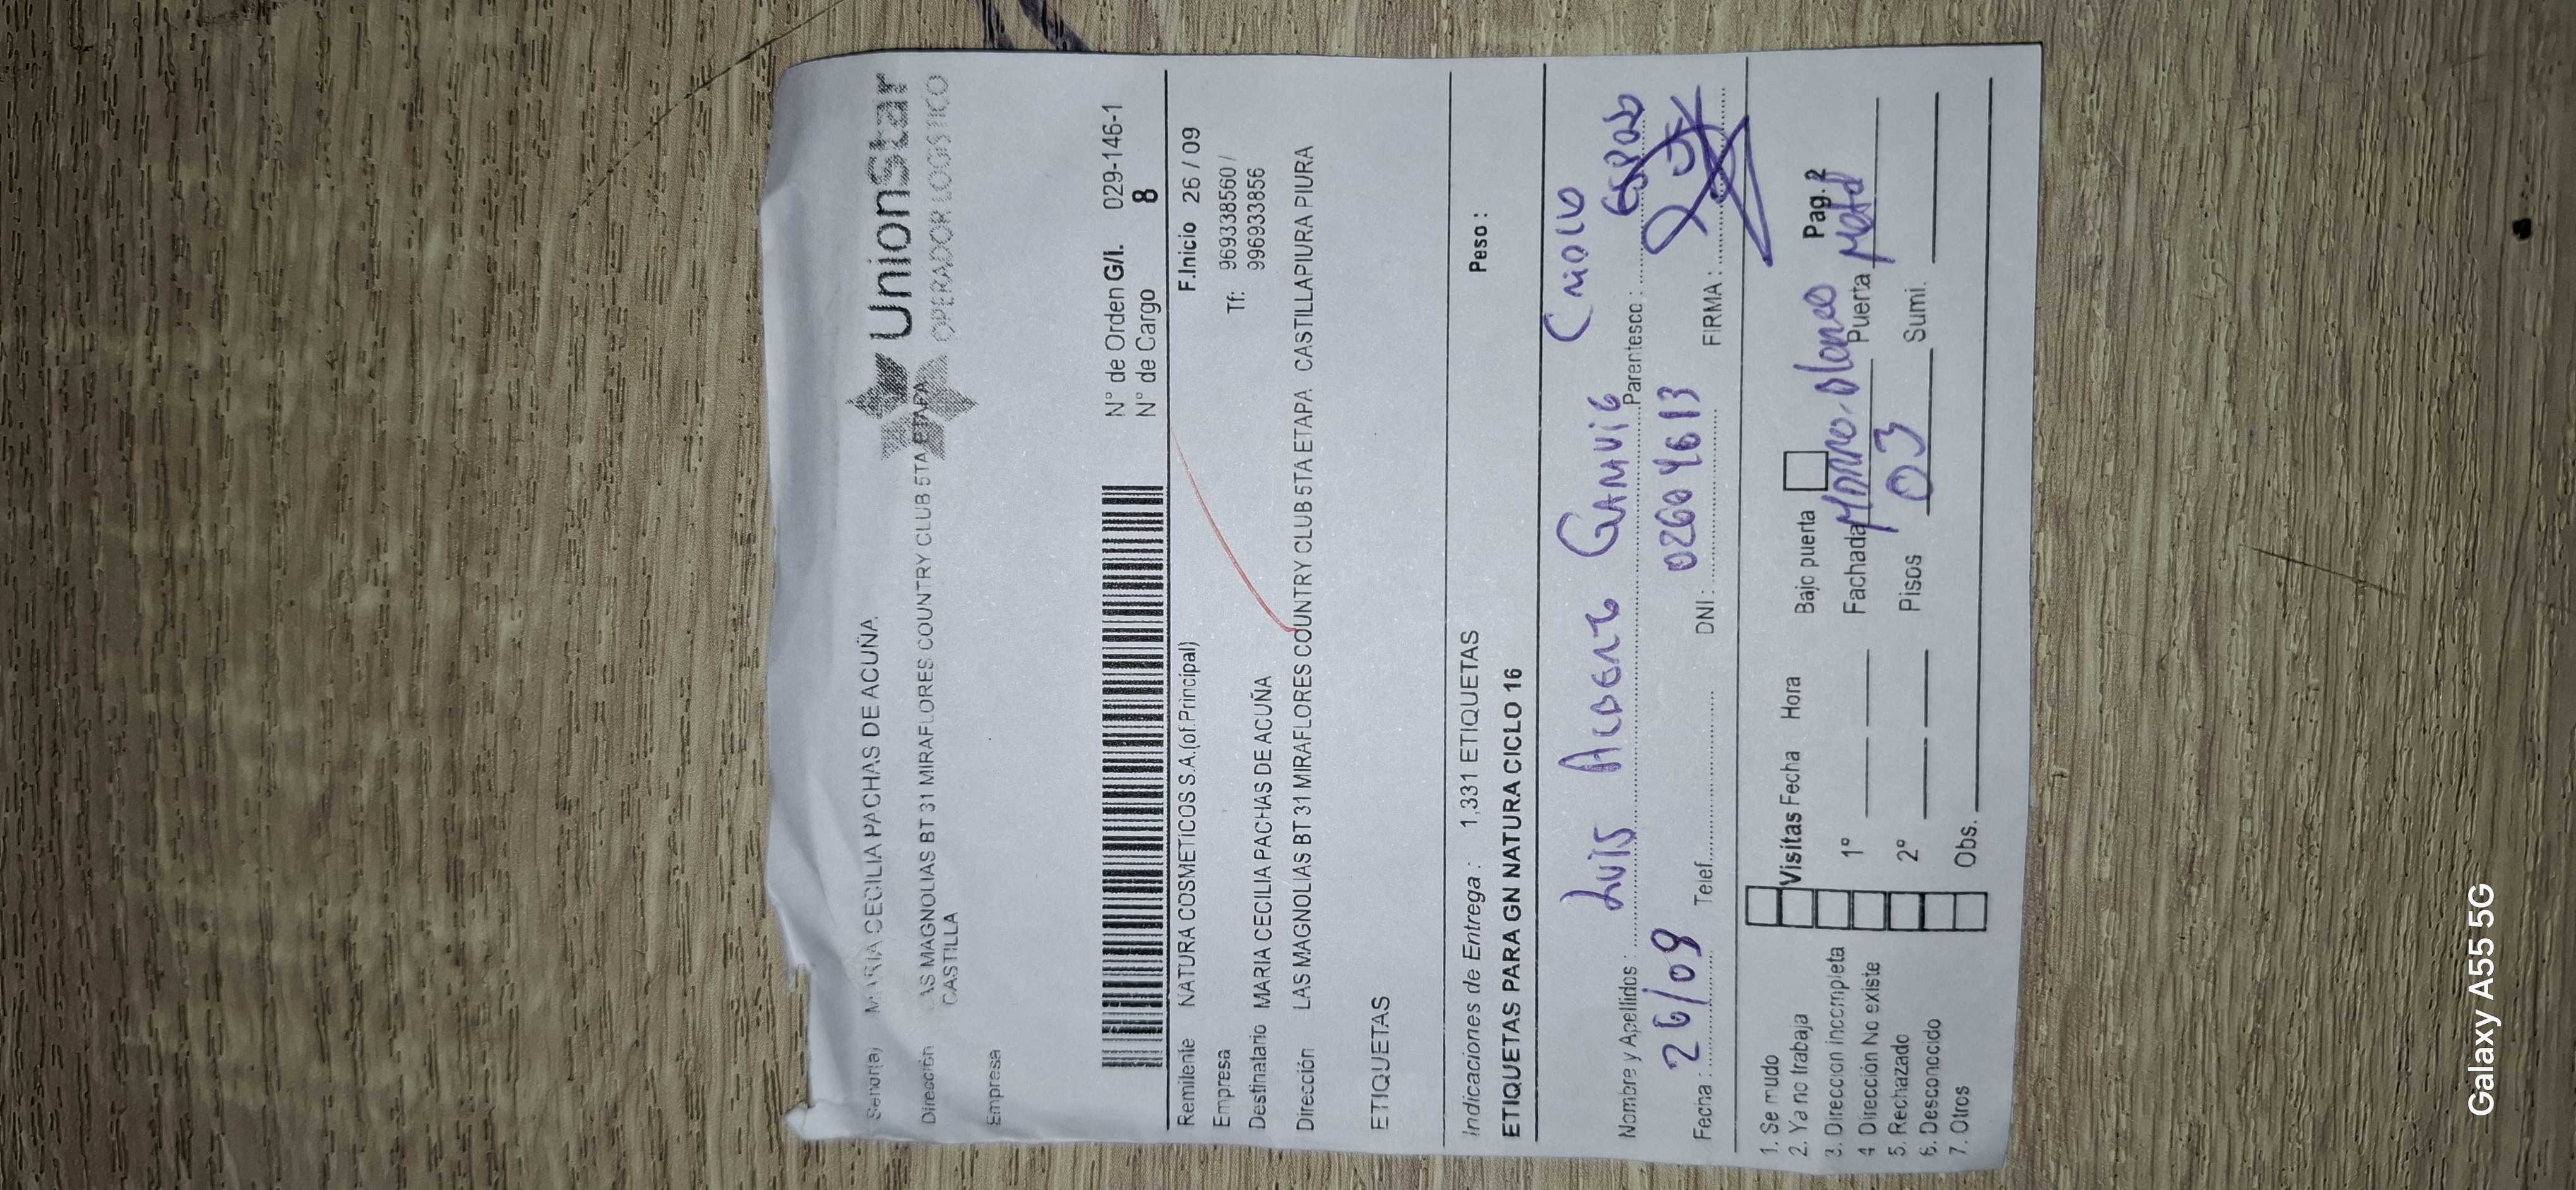 UnionStar
OPERADOR LOGISTICO
Señor(a) MARIA CECILIA PACHAS DE ACUÑA
Dirección LAS MAGNOLIAS BT 31 MIRAFLORES COUNTRY CLUB 5TA ETAPA
CASTILLA
Empresa
N° de Orden G/I. 029-146-1
N° de Cargo 8
Remitente NATURA COSMETICOS S.A.(of.Principal) F.Inicio 26 / 09
Empresa Tf: 969338560 /
Destinatario MARIA CECILIA PACHAS DE ACUÑA 996933856
Dirección LAS MAGNOLIAS BT 31 MIRAFLORES COUNTRY CLUB 5TA ETAPA CASTILLAPIURA PIURA
ETIQUETAS
Indicaciones de Entrega : 1,331 ETIQUETAS Peso :
ETIQUETAS PARA GN NATURA CICLO 16
Nombre y Apellidos : Luis Alberto Parentesco :
Fecha : 26/09 Telef. DNI : 02604613 FIRMA :
1. Se mudo
2. Ya no trabaja
3. Direccion incompleta
4 Dirección No existe
5. Rechazado
6. Desconocido
7. Otros
Visitas Fecha Hora Bajo puerta Pag. 2
1° Fachada Puerta
2° Pisos 03 Sumi.
Obs.
Galaxy A55 5G